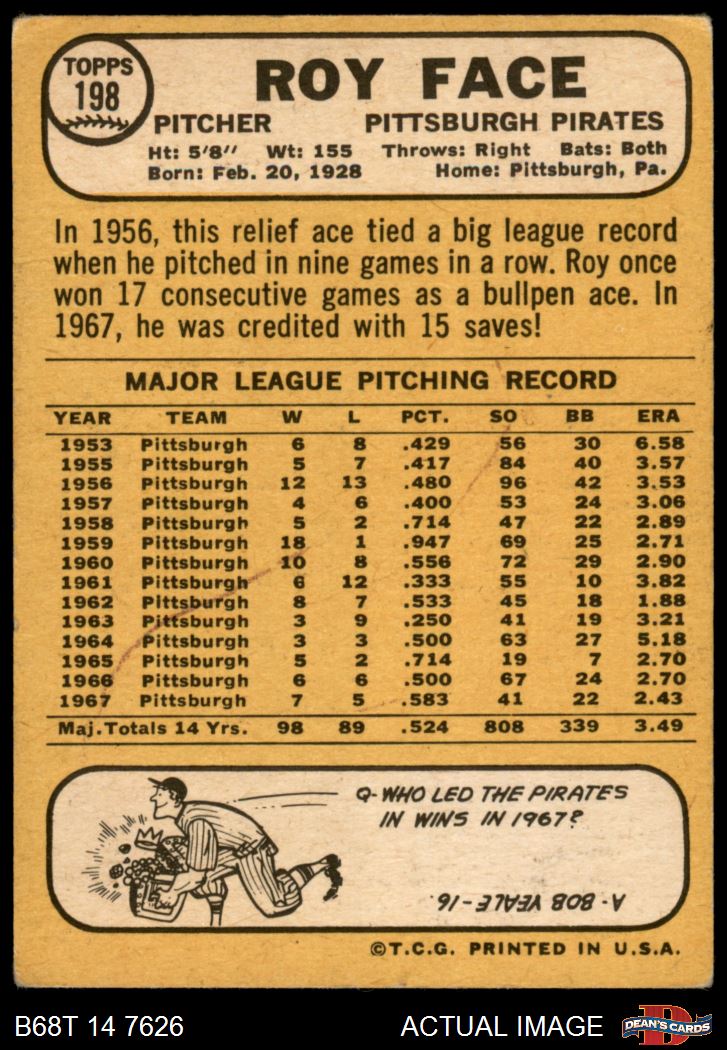 TOPPS
198
ROY FACE
PITCHER PITTSBURGH PIRATES
Ht: 5'8" Wt: 155 Throws: Right Bats: Both
Born: Feb. 20, 1928 Home: Pittsburgh, Pa.
In 1956, this relief ace tied a big league record
when he pitched in nine games in a row. Roy once
won 17 consecutive games as a bullpen ace. In
1967, he was credited with 15 saves!
MAJOR LEAGUE PITCHING RECORD
YEAR TEAM W L PCT. SO BB ERA
1953 Pittsburgh 6 8 .429 56 30 6.58
1955 Pittsburgh 5 7 .417 84 40 3.57
1956 Pittsburgh 12 13 .480 96 42 3.53
1957 Pittsburgh 4 6 .400 53 24 3.06
1958 Pittsburgh 5 2 .714 47 22 2.89
1959 Pittsburgh 18 1 .947 69 25 2.71
1960 Pittsburgh 10 8 .556 72 29 2.90
1961 Pittsburgh 6 12 .333 55 10 3.82
1962 Pittsburgh 8 7 .533 45 18 1.88
1963 Pittsburgh 3 9 .250 41 19 3.21
1964 Pittsburgh 3 3 .500 63 27 5.18
1965 Pittsburgh 5 2 .714 19 7 2.70
1966 Pittsburgh 6 6 .500 67 24 2.70
1967 Pittsburgh 7 5 .583 41 22 2.43
Maj. Totals 14 Yrs. 98 89 .524 808 339 3.49
Q-WHO LED THE PIRATES
IN WINS IN 1967?
A-BOB VEALE-16
©T.C.G. PRINTED IN U.S.A.
B68T 14 7626 ACTUAL IMAGE
D
DEAN'S CARDS